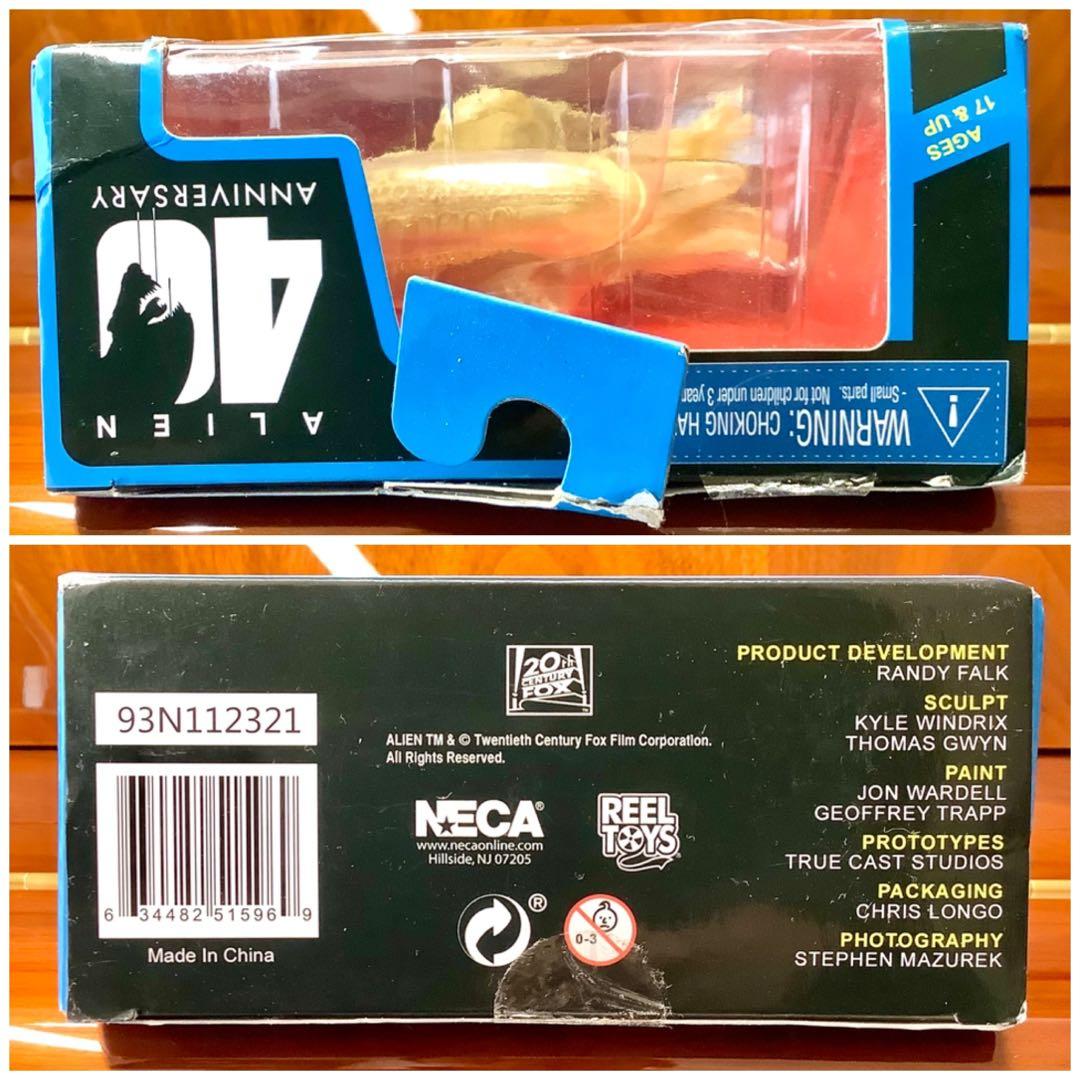 ALIEN
40
ANNIVERSARY
AGES
17 & UP
WARNING: CHOKING
-Small parts. Not for children under 3
93N112321
6 34482 51596 9
Made In China
20th
CENTURY
FOX
ALIEN TM & © Twentieth Century Fox Film Corporation.
All Rights Reserved.
NECA®
www.necaonline.com
Hillside, NJ 07205
REEL
TOYS
®
0-3
PRODUCT DEVELOPMENT
RANDY FALK
SCULPT
KYLE WINDRIX
THOMAS GWYN
PAINT
JON WARDELL
GEOFFREY TRAPP
PROTOTYPES
TRUE CAST STUDIOS
PACKAGING
CHRIS LONGO
PHOTOGRAPHY
STEPHEN MAZUREK